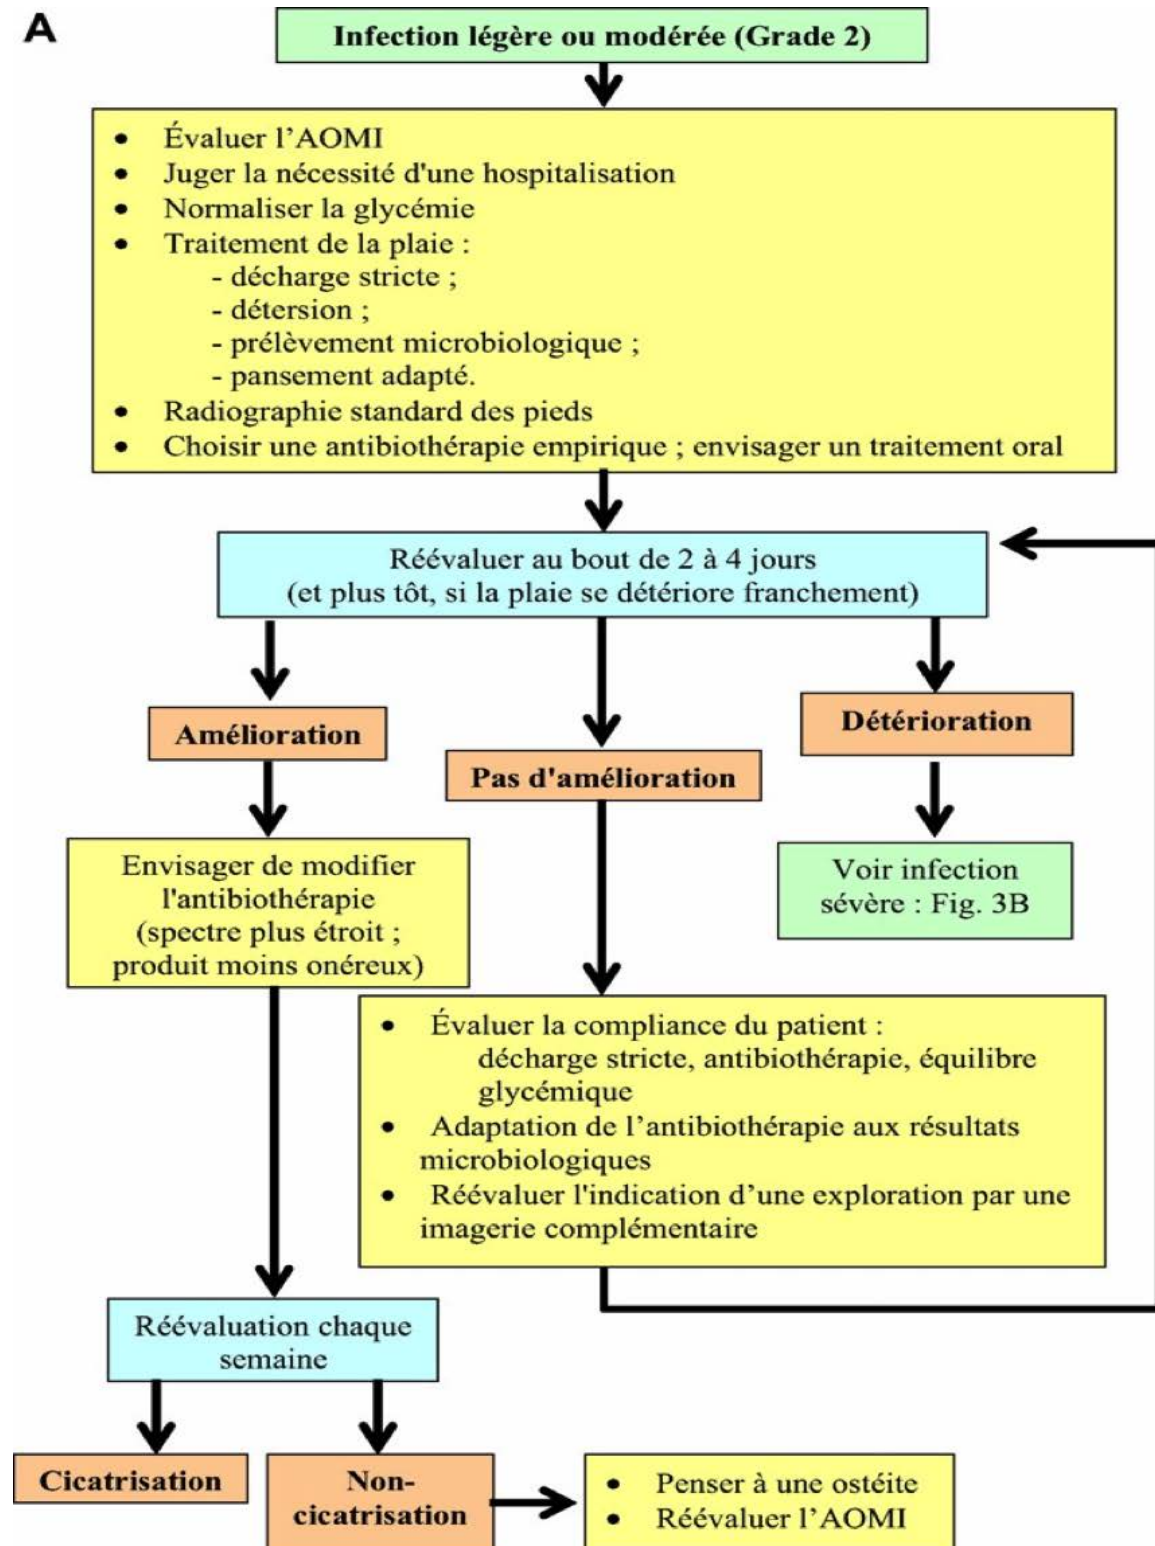 A
Infection légère ou modérée (Grade 2)
• Évaluer l'AOMI
• Juger la nécessité d'une hospitalisation
• Normaliser la glycémie
• Traitement de la plaie :
- décharge stricte ;
- détersion ;
- prélèvement microbiologique ;
- pansement adapté.
• Radiographie standard des pieds
• Choisir une antibiothérapie empirique ; envisager un traitement oral
Réévaluer au bout de 2 à 4 jours
(et plus tôt, si la plaie se détériore franchement)
Amélioration
Pas d'amélioration
Détérioration
Envisager de modifier
l'antibiothérapie
(spectre plus étroit ;
produit moins onéreux)
Voir infection
sévère : Fig. 3B
• Évaluer la compliance du patient :
décharge stricte, antibiothérapie, équilibre
glycémique
• Adaptation de l'antibiothérapie aux résultats
microbiologiques
• Réévaluer l'indication d'une exploration par une
imagerie complémentaire
Réévaluation chaque
semaine
Cicatrisation
Non-
cicatrisation
• Penser à une ostéite
• Réévaluer l'AOMI